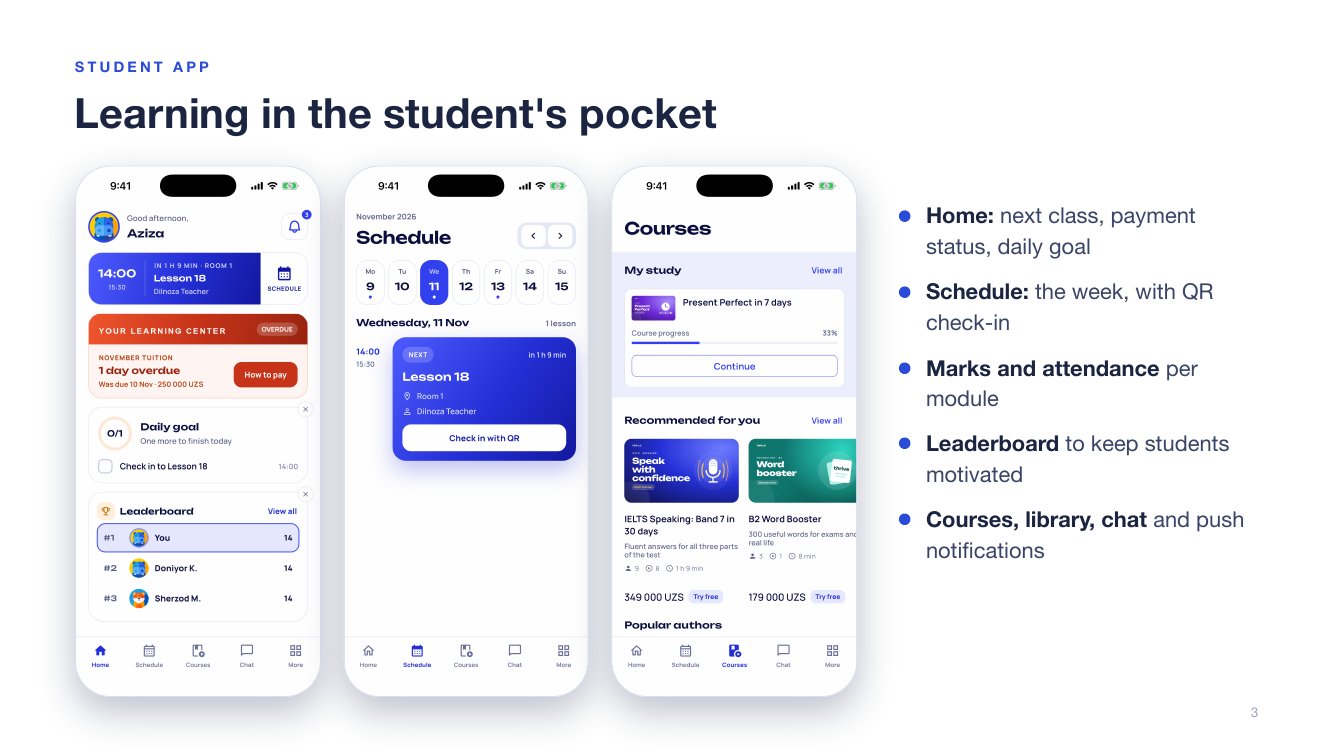 STUDENT APP
Learning in the student's pocket
9:41
Good afternoon,
Aziza
3
14:00
15:30
IN 1 H 9 MIN · ROOM 1
Lesson 18
Dilnoza Teacher
SCHEDULE
YOUR LEARNING CENTER
OVERDUE
NOVEMBER TUITION
1 day overdue
Was due 10 Nov · 250 000 UZS
How to pay
0/1
Daily goal
One more to finish today
Check in to Lesson 18
14:00
Leaderboard
View all
#1 You 14
#2 Doniyor K. 14
#3 Sherzod M. 14
Home Schedule Courses Chat More
9:41
November 2026
Schedule
Mo Tu We Th Fr Sa Su
9 10 11 12 13 14 15
Wednesday, 11 Nov
1 lesson
14:00
15:30
NEXT
in 1 h 9 min
Lesson 18
Room 1
Dilnoza Teacher
Check in with QR
Home Schedule Courses Chat More
9:41
Courses
My study
View all
Present Perfect in 7 days
Course progress
33%
Continue
Recommended for you
View all
Speak
with
confidence
Word
booster
thrive
IELTS Speaking: Band 7 in
30 days
Fluent answers for all three parts
of the test
9 8 1 h 9 min
349 000 UZS
Try free
B2 Word Booster
300 useful words for exams and
real life
3 1 8 min
179 000 UZS
Try free
Popular authors
Home Schedule Courses Chat More
Home: next class, payment
status, daily goal
Schedule: the week, with QR
check-in
Marks and attendance per
module
Leaderboard to keep students
motivated
Courses, library, chat and push
notifications
3